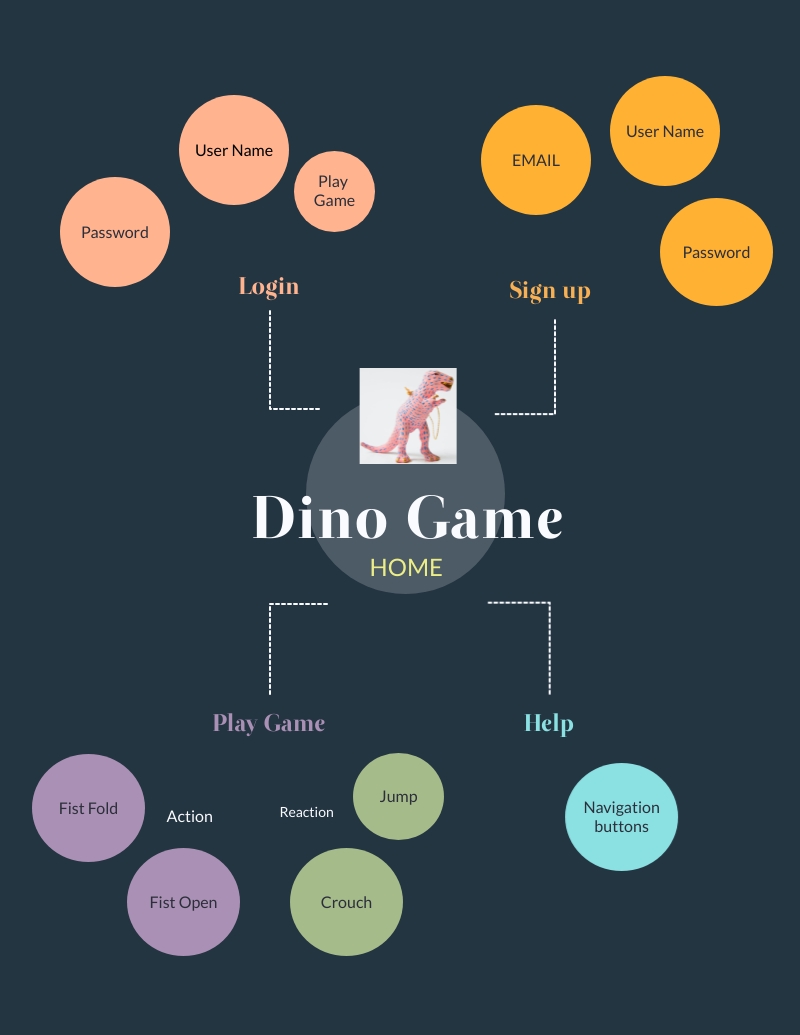 User Name
Play
Game
Password
Login
EMAIL
User Name
Password
Sign up
Dino Game
HOME
Play Game
Fist Fold
Action
Fist Open
Reaction
Jump
Crouch
Help
Navigation
buttons